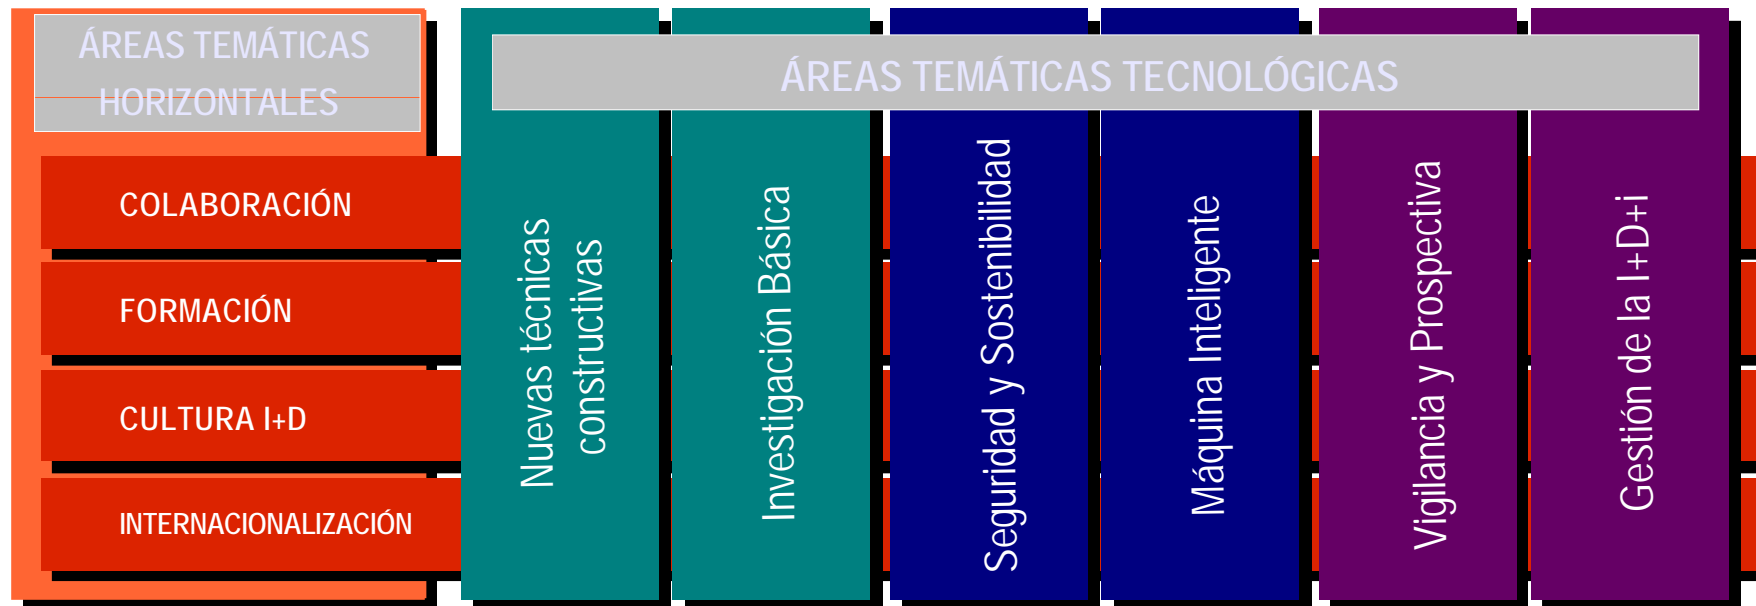 ÁREAS TEMÁTICAS
HORIZONTALES
ÁREAS TEMÁTICAS TECNOLÓGICAS
COLABORACIÓN
FORMACIÓN
CULTURA I+D
INTERNACIONALIZACIÓN
Nuevas técnicas
constructivas
Investigación Básica
Seguridad y Sostenibilidad
Máquina Inteligente
Vigilancia y Prospectiva
Gestión de la I+D+i